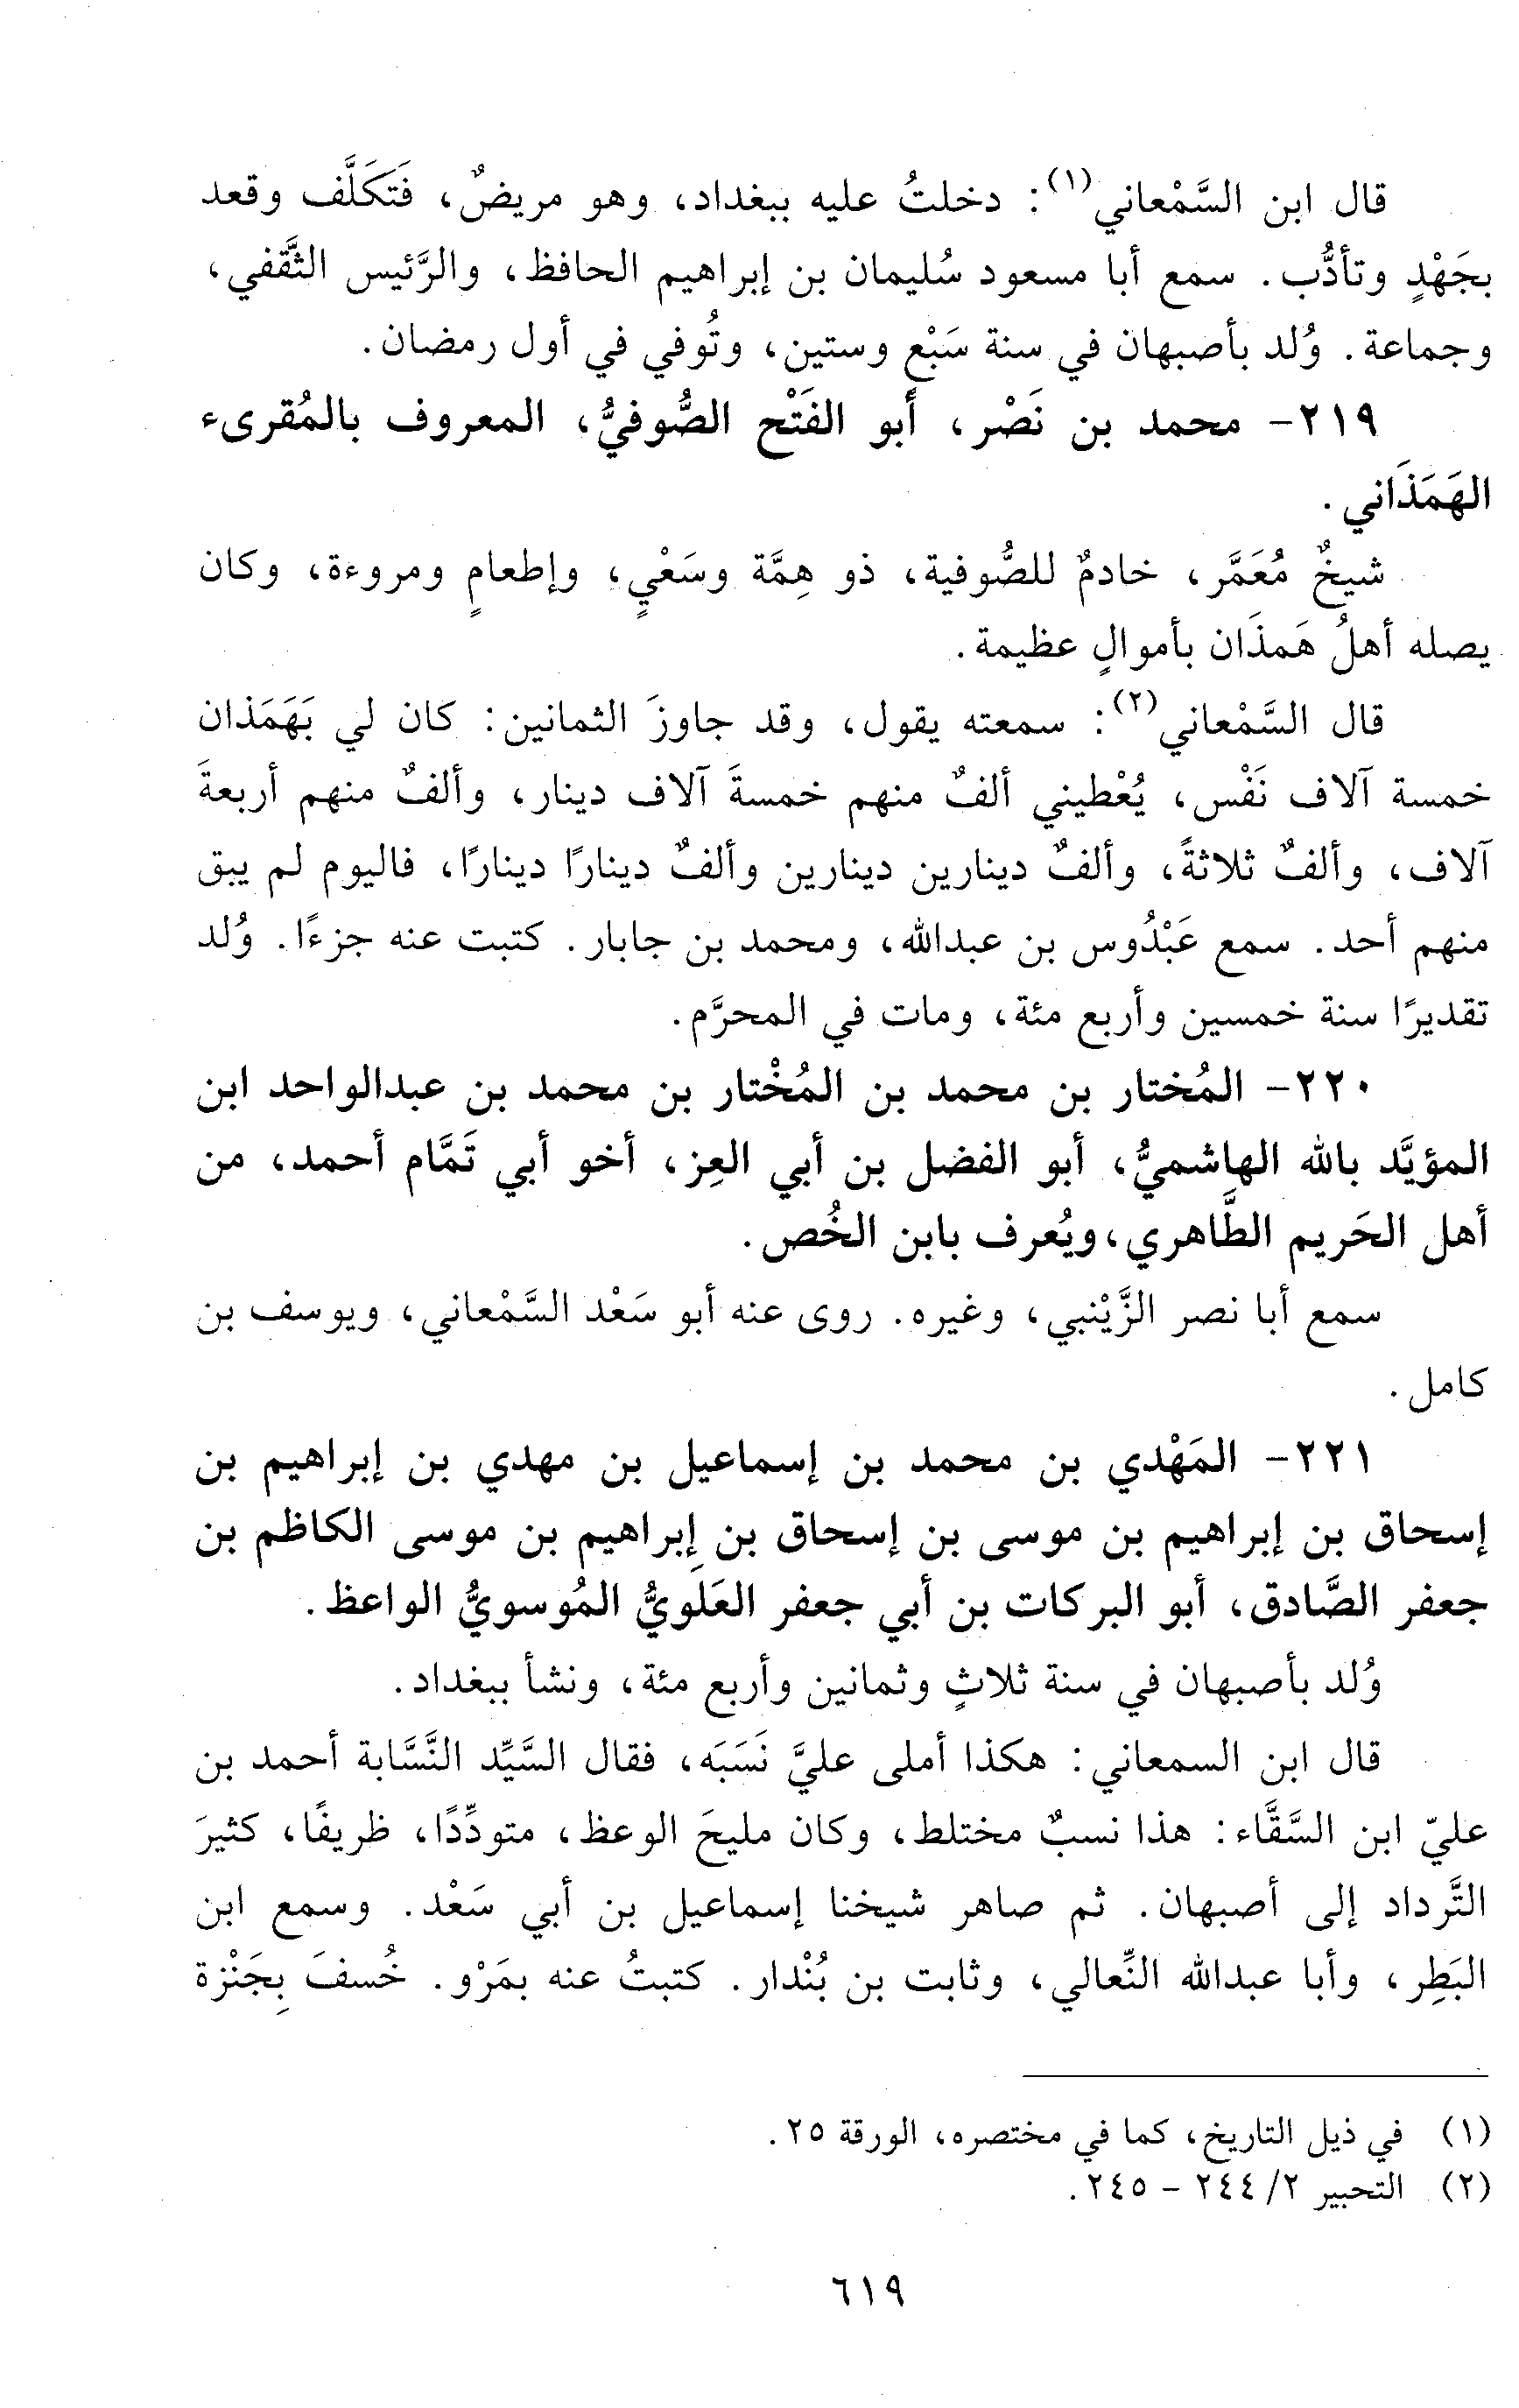 قال ابن السَّمْعاني(١): دخلتُ عليه ببغداد، وهو مريضٌ، فَتَكَلَّف وقعد
بجَهْدٍ وتأدُّب. سمع أبا مسعود سُليمان بن إبراهيم الحافظ، والرَّئيس الثَّقفي،
وجماعة. وُلد بأصبهان في سنة سَبْع وستين، وتُوفي في أول رمضان.
٢١٩- محمد بن نَصْر، أبو الفَتْح الصُّوفيُّ، المعروف بالمُقرىء
الهَمَذَاني.
شيخٌ مُعَمَّر، خادمٌ للصُّوفية، ذو هِمَّة وسَعْيٍ، وإطعامٍ ومروءة، وكان
يصله أهلُ هَمذَان بأموالٍ عظيمة.
قال السَّمْعاني(٢): سمعته يقول، وقد جاوزَ الثمانين: كان لي بَهَمَذان
خمسة آلاف نَفْس، يُعْطيني ألفٌ منهم خمسةَ آلاف دينار، وألفٌ منهم أربعةَ
آلاف، وألفٌ ثلاثةً، وألفٌ دينارين دينارين وألفٌ دينارًا دينارًا، فاليوم لم يبق
منهم أحد. سمع عَبْدُوس بن عبدالله، ومحمد بن جابار. كتبت عنه جزءًا. وُلد
تقديرًا سنة خمسين وأربع مئة، ومات في المحرَّم.
٢٢٠- المُختار بن محمد بن المُخْتار بن محمد بن عبدالواحد ابن
المؤيَّد بالله الهاشميُّ، أبو الفضل بن أبي العِز، أخو أبي تَمَّام أحمد، من
أهل الحَريم الطَّاهري، ويُعرف بابن الخُص.
سمع أبا نصر الزَّيْنبي، وغيره. روى عنه أبو سَعْد السَّمْعاني، ويوسف بن
كامل.
٢٢١- المَهْدي بن محمد بن إسماعيل بن مهدي بن إبراهيم بن
إسحاق بن إبراهيم بن موسى بن إسحاق بن إبراهيم بن موسى الكاظم بن
جعفر الصَّادق، أبو البركات بن أبي جعفر العَلَويُّ المُوسويُّ الواعظ.
وُلد بأصبهان في سنة ثلاثٍ وثمانين وأربع مئة، ونشأ ببغداد.
قال ابن السمعاني: هكذا أملى عليَّ نَسَبَه، فقال السَّيِّد النَّسَّابة أحمد بن
عليّ ابن السَّقَّاء: هذا نسبٌ مختلط، وكان مليحَ الوعظ، متودِّدًا، ظريفًا، كثيرَ
التَّرداد إلى أصبهان. ثم صاهر شيخنا إسماعيل بن أبي سَعْد. وسمع ابن
البَطِر، وأبا عبدالله النِّعالي، وثابت بن بُنْدار. كتبتُ عنه بمَرْو. خُسفَ بِجَنْزة
(١) في ذيل التاريخ، كما في مختصره، الورقة ٢٥.
(٢) التحبير ٢/ ٢٤٤ - ٢٤٥.
٦١٩